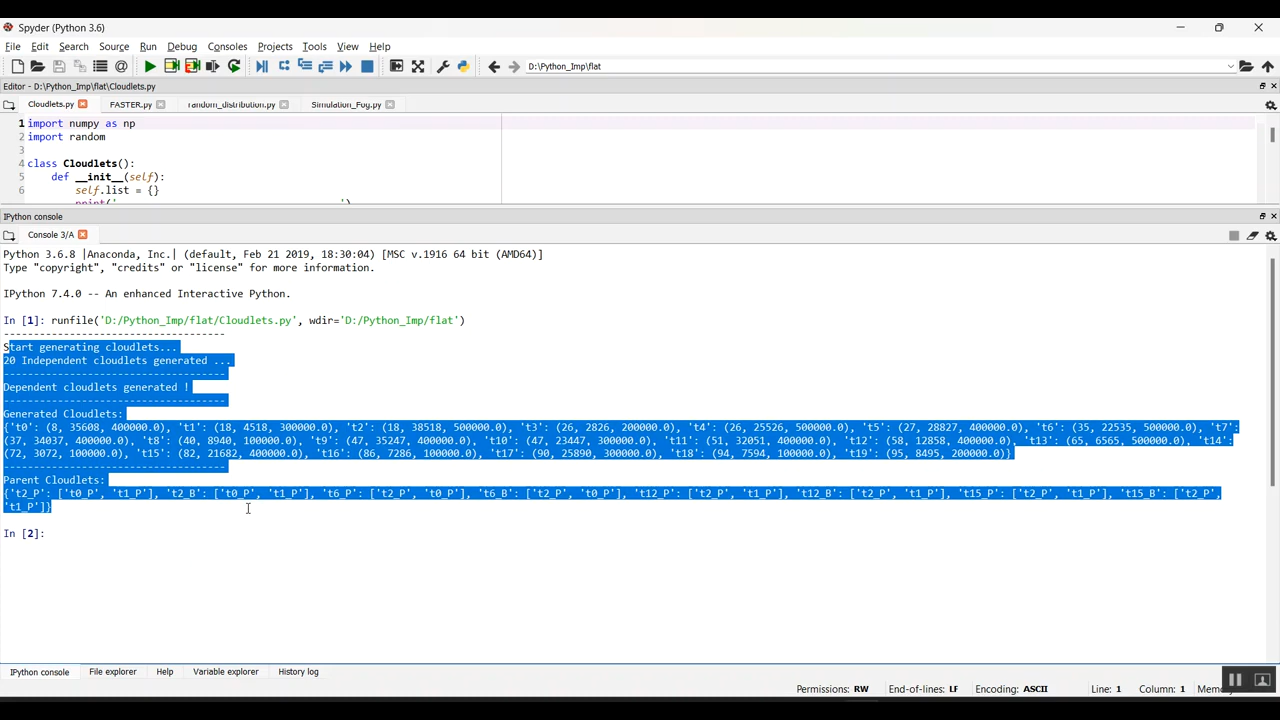 Spyder (Python 3.6)
File Edit Search Source Run Debug Consoles Projects Tools View Help
D:\Python_Imp\flat
Editor - D:\Python_Imp\flat\Cloudlets.py
Cloudlets.py FASTER.py random_distribution.py Simulation_Fog.py
1 import numpy as np
2 import random
3
4 class Cloudlets():
5 def __init__(self):
6 self.list = {}
print('-----------------------------------')
IPython console
Console 3/A
Python 3.6.8 |Anaconda, Inc.| (default, Feb 21 2019, 18:30:04) [MSC v.1916 64 bit (AMD64)]
Type "copyright", "credits" or "license" for more information.
IPython 7.4.0 -- An enhanced Interactive Python.
In [1]: runfile('D:/Python_Imp/flat/Cloudlets.py', wdir='D:/Python_Imp/flat')
-------------------------------------
Start generating cloudlets...
20 Independent cloudlets generated ...
-------------------------------------
Dependent cloudlets generated !
-------------------------------------
Generated Cloudlets:
{'t0': (8, 35608, 400000.0), 't1': (18, 4518, 300000.0), 't2': (18, 38518, 500000.0), 't3': (26, 2826, 200000.0), 't4': (26, 25526, 500000.0), 't5': (27, 28827, 400000.0), 't6': (35, 22535, 500000.0), 't7':
(37, 34037, 400000.0), 't8': (40, 8940, 100000.0), 't9': (47, 35247, 400000.0), 't10': (47, 23447, 300000.0), 't11': (51, 32051, 400000.0), 't12': (58, 12858, 400000.0), 't13': (65, 6565, 500000.0), 't14':
(72, 3072, 100000.0), 't15': (82, 21682, 400000.0), 't16': (86, 7286, 100000.0), 't17': (90, 25890, 300000.0), 't18': (94, 7594, 100000.0), 't19': (95, 8495, 200000.0)}
-------------------------------------
Parent Cloudlets:
{'t2_P': ['t0_P', 't1_P'], 't2_B': ['t0_P', 't1_P'], 't6_P': ['t2_P', 't0_P'], 't6_B': ['t2_P', 't0_P'], 't12_P': ['t2_P', 't1_P'], 't12_B': ['t2_P', 't1_P'], 't15_P': ['t2_P', 't1_P'], 't15_B': ['t2_P',
't1_P']}
In [2]:
IPython console File explorer Help Variable explorer History log
Permissions: RW End-of-lines: LF Encoding: ASCII Line: 1 Column: 1